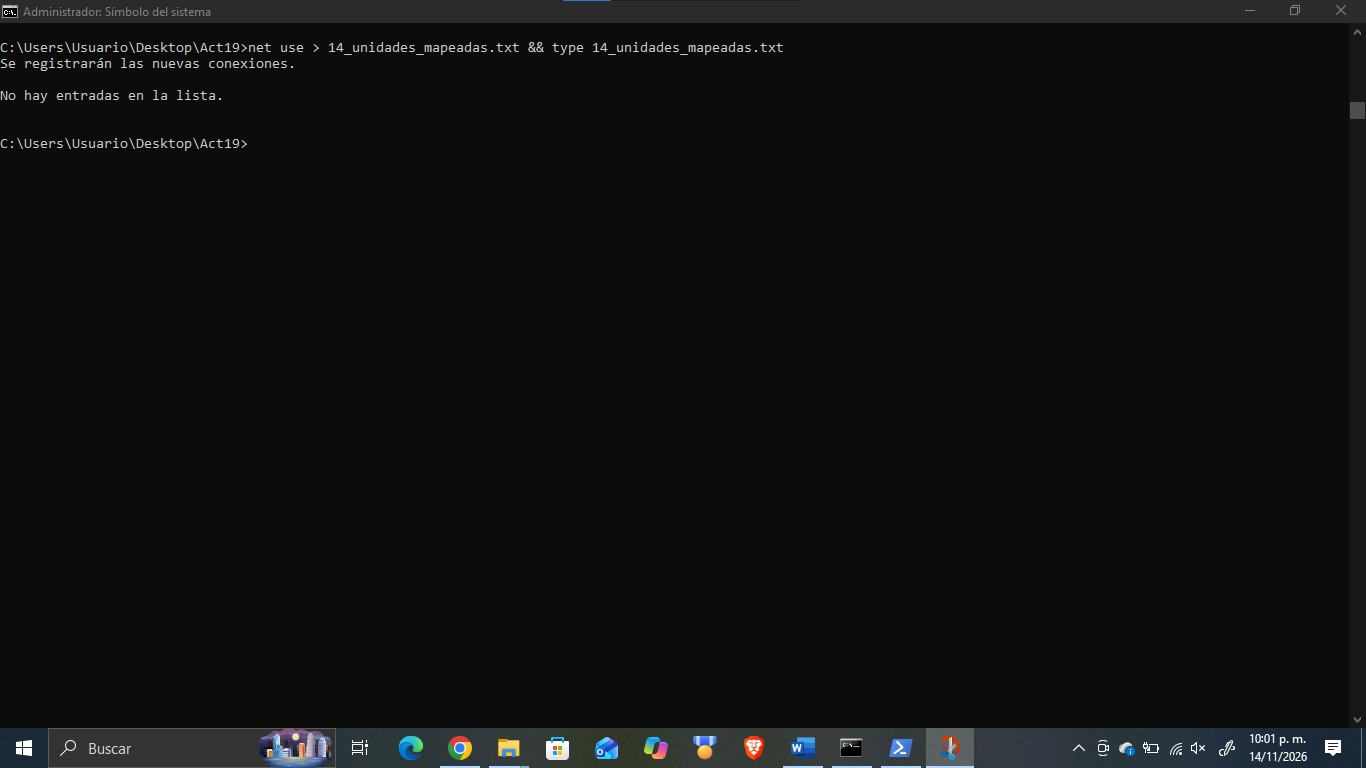 Administrador: Símbolo del sistema
C:\Users\Usuario\Desktop\Act19>net use > 14_unidades_mapeadas.txt && type 14_unidades_mapeadas.txt
Se registrarán las nuevas conexiones.
No hay entradas en la lista.
C:\Users\Usuario\Desktop\Act19>
Buscar
10:01 p. m.
14/11/2026